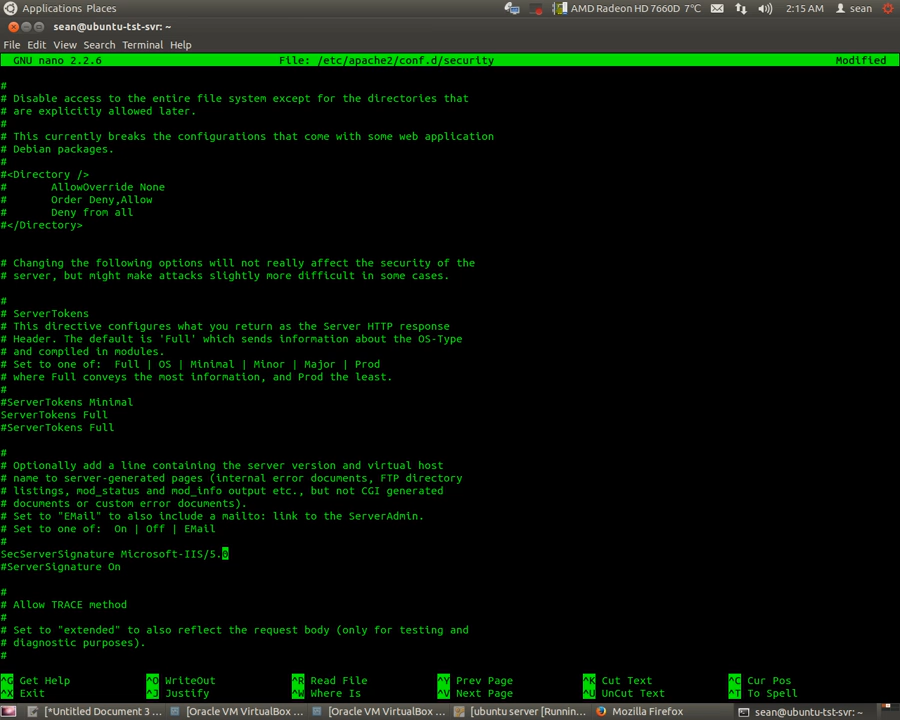 Applications Places AMD Radeon HD 7660D 7°C 2:15 AM sean
sean@ubuntu-tst-svr: ~
File Edit View Search Terminal Help
GNU nano 2.2.6 File: /etc/apache2/conf.d/security Modified
#
# Disable access to the entire file system except for the directories that
# are explicitly allowed later.
#
# This currently breaks the configurations that come with some web application
# Debian packages.
#
#<Directory />
# AllowOverride None
# Order Deny,Allow
# Deny from all
#</Directory>
# Changing the following options will not really affect the security of the
# server, but might make attacks slightly more difficult in some cases.
#
# ServerTokens
# This directive configures what you return as the Server HTTP response
# Header. The default is 'Full' which sends information about the OS-Type
# and compiled in modules.
# Set to one of: Full | OS | Minimal | Minor | Major | Prod
# where Full conveys the most information, and Prod the least.
#
#ServerTokens Minimal
ServerTokens Full
#ServerTokens Full
#
# Optionally add a line containing the server version and virtual host
# name to server-generated pages (internal error documents, FTP directory
# listings, mod_status and mod_info output etc., but not CGI generated
# documents or custom error documents).
# Set to "EMail" to also include a mailto: link to the ServerAdmin.
# Set to one of: On | Off | EMail
#
SecServerSignature Microsoft-IIS/5.0
#ServerSignature On
#
# Allow TRACE method
#
# Set to "extended" to also reflect the request body (only for testing and
# diagnostic purposes).
#
^G Get Help ^O WriteOut ^R Read File ^Y Prev Page ^K Cut Text ^C Cur Pos
^X Exit ^J Justify ^W Where Is ^V Next Page ^U UnCut Text ^T To Spell
[*Untitled Document 3 ... [Oracle VM VirtualBox ... [Oracle VM VirtualBox ... [ubuntu server [Runnin... Mozilla Firefox sean@ubuntu-tst-svr: ~